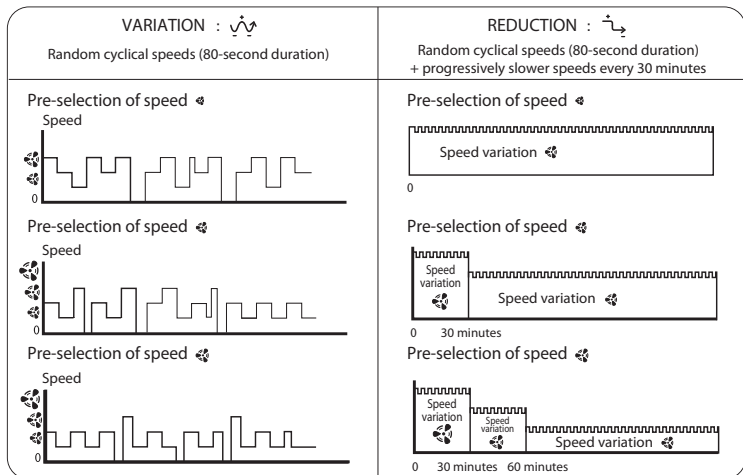 VARIATION :
Random cyclical speeds (80-second duration)
Pre-selection of speed
Speed
0
Pre-selection of speed
Speed
0
Pre-selection of speed
Speed
0
REDUCTION :
Random cyclical speeds (80-second duration)
+ progressively slower speeds every 30 minutes
Pre-selection of speed
Speed variation
0
Pre-selection of speed
Speed
variation
Speed variation
0 30 minutes
Pre-selection of speed
Speed
variation
Speed
variation
Speed variation
0 30 minutes 60 minutes